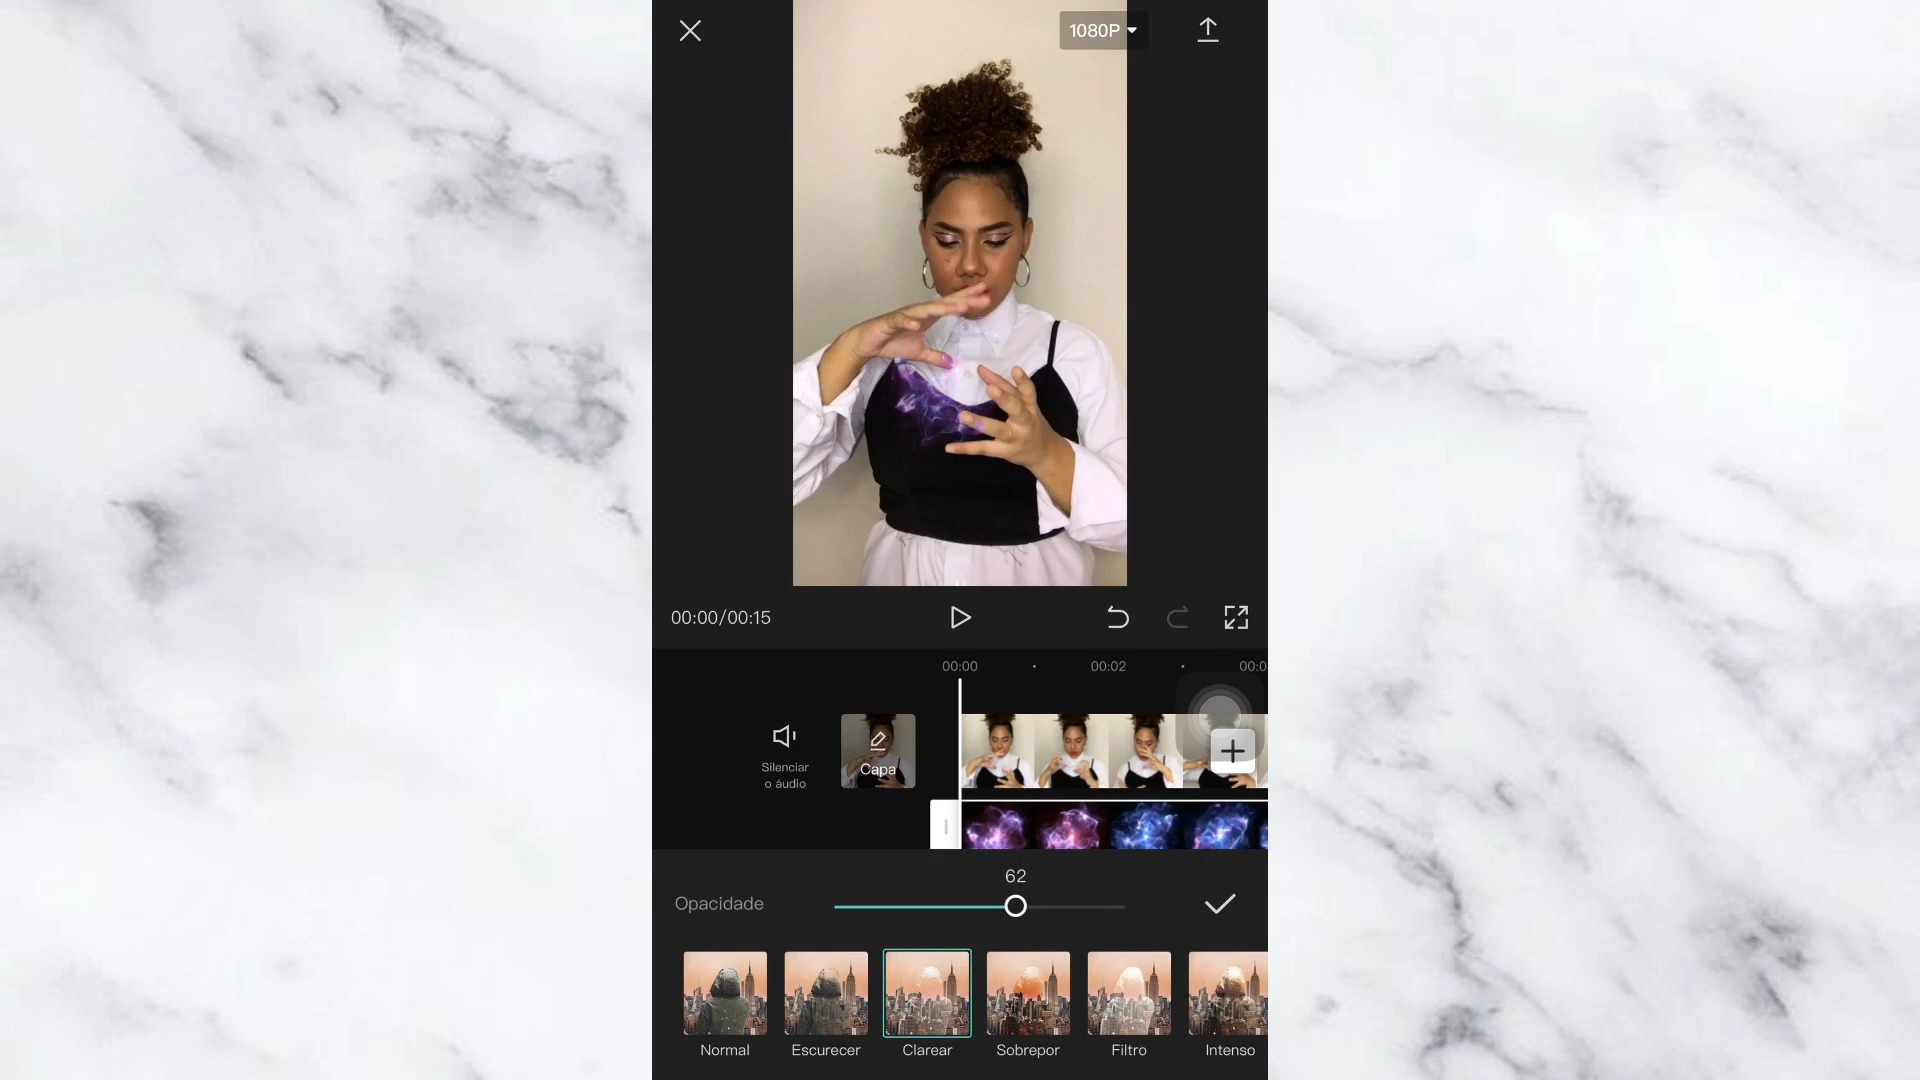 1080P
00:00/00:15
00:00
00:02
00:0
Silenciar
o áudio
Capa
62
Opacidade
Normal
Escurecer
Clarear
Sobrepor
Filtro
Intenso